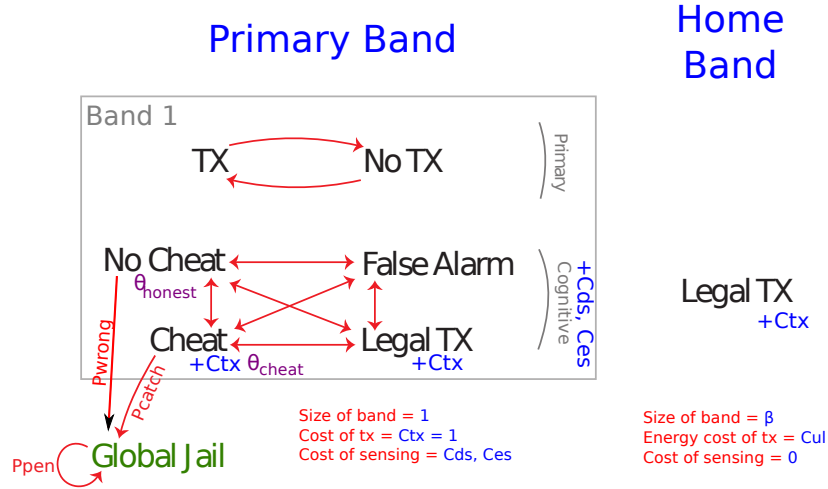 Primary Band
Home
Band
Band 1
TX
No TX
Primary
No Cheat
θhonest
False Alarm
Cognitive
+Cds, Ces
Cheat
+Ctx θcheat
Legal TX
+Ctx
Legal TX
+Ctx
Pwrong
Pcatch
Global Jail
Ppen
Size of band = 1
Cost of tx = Ctx = 1
Cost of sensing = Cds, Ces
Size of band = β
Energy cost of tx = Cul
Cost of sensing = 0